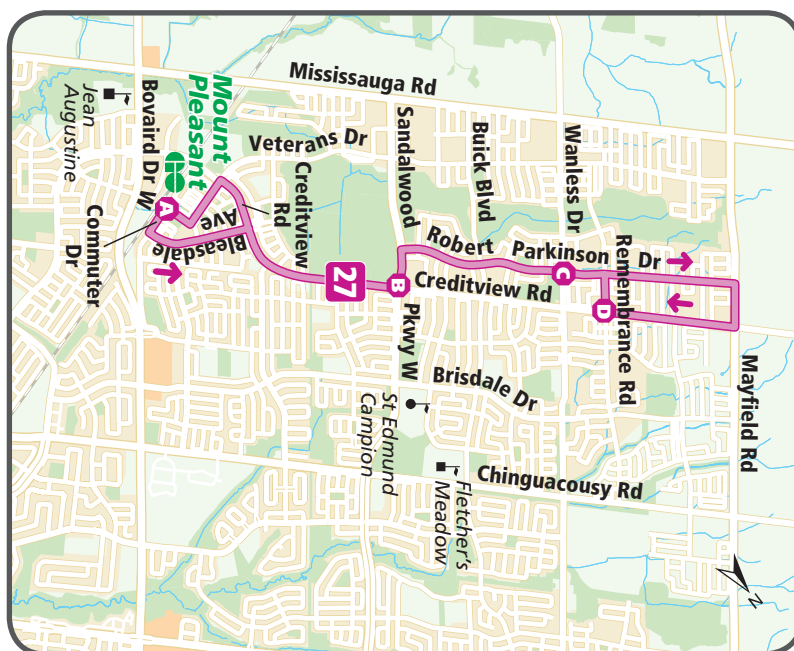 Mississauga Rd
Jean
Augustine
Bovaird Dr W
Mount
Pleasant
Veterans Dr
Creditview
Rd
Sandalwood
Pkwy W
Buick Blvd
Wanless Dr
A
Bleasdale
Ave
Commuter
Dr
27
B
Robert Parkinson Dr
C
Creditview Rd
D
Remembrance Rd
Mayfield Rd
Brisdale Dr
St Edmund
Campion
Fletcher's
Meadow
Chinguacousy Rd
N